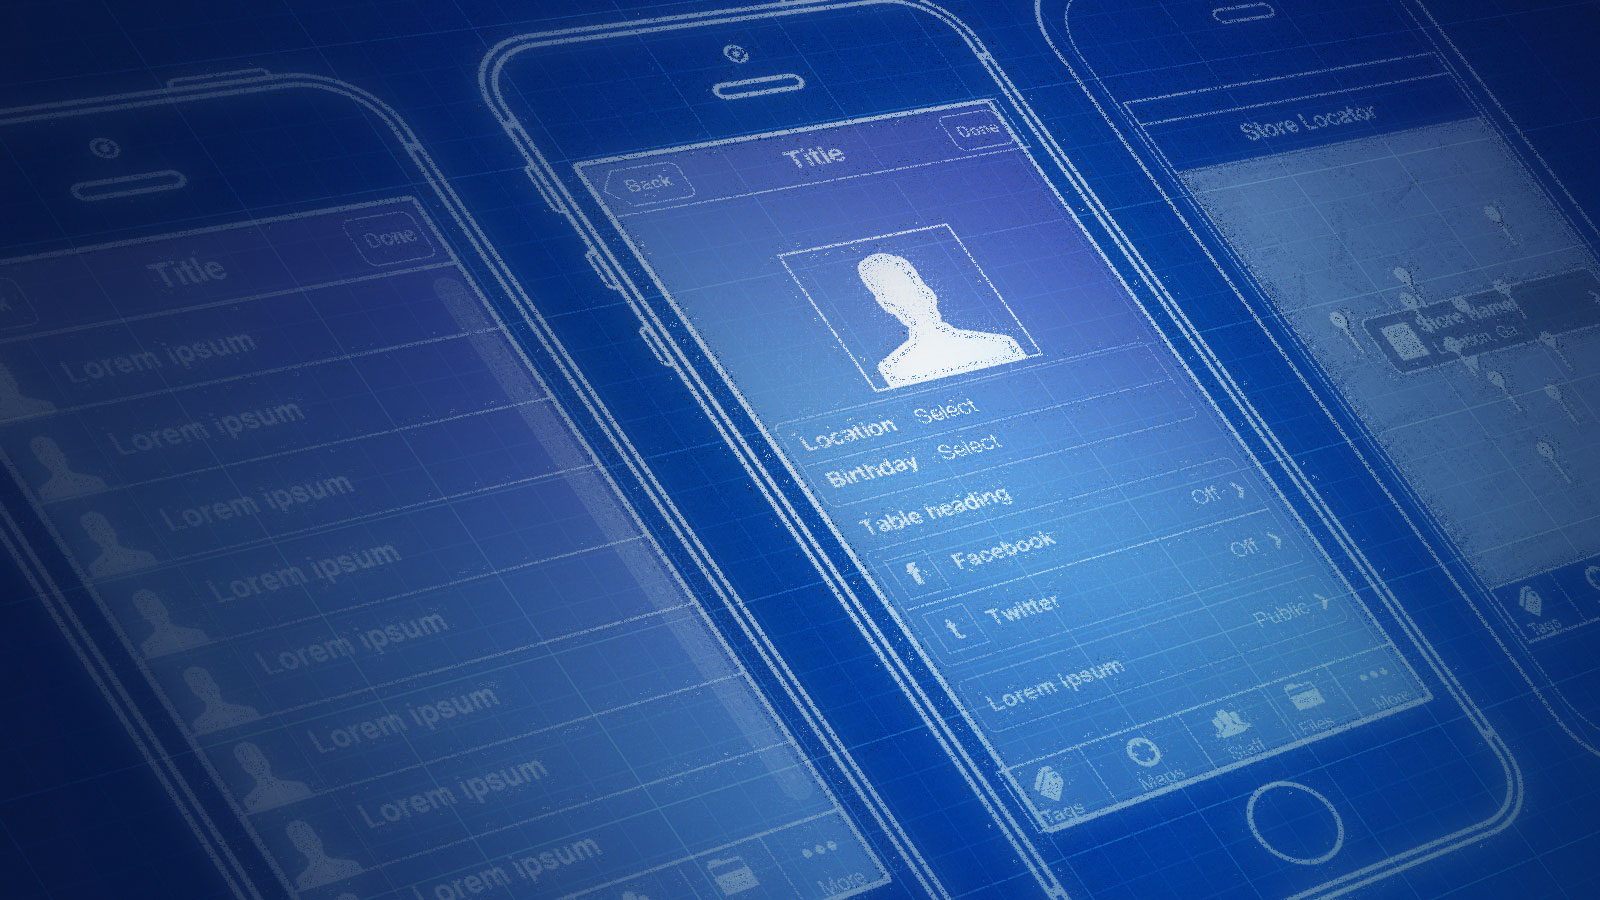 Done
Title
Lorem ipsum
Lorem ipsum
Lorem ipsum
Lorem ipsum
Lorem ipsum
Lorem ipsum
Lorem ipsum
Lorem ipsum
More
Back
Title
Done
Location Select
Birthday Select
Table heading
Facebook Off
Twitter Off
Lorem ipsum Public
Tags
Maps
Staff
Files
More
Store Locator
Store Name
Tags